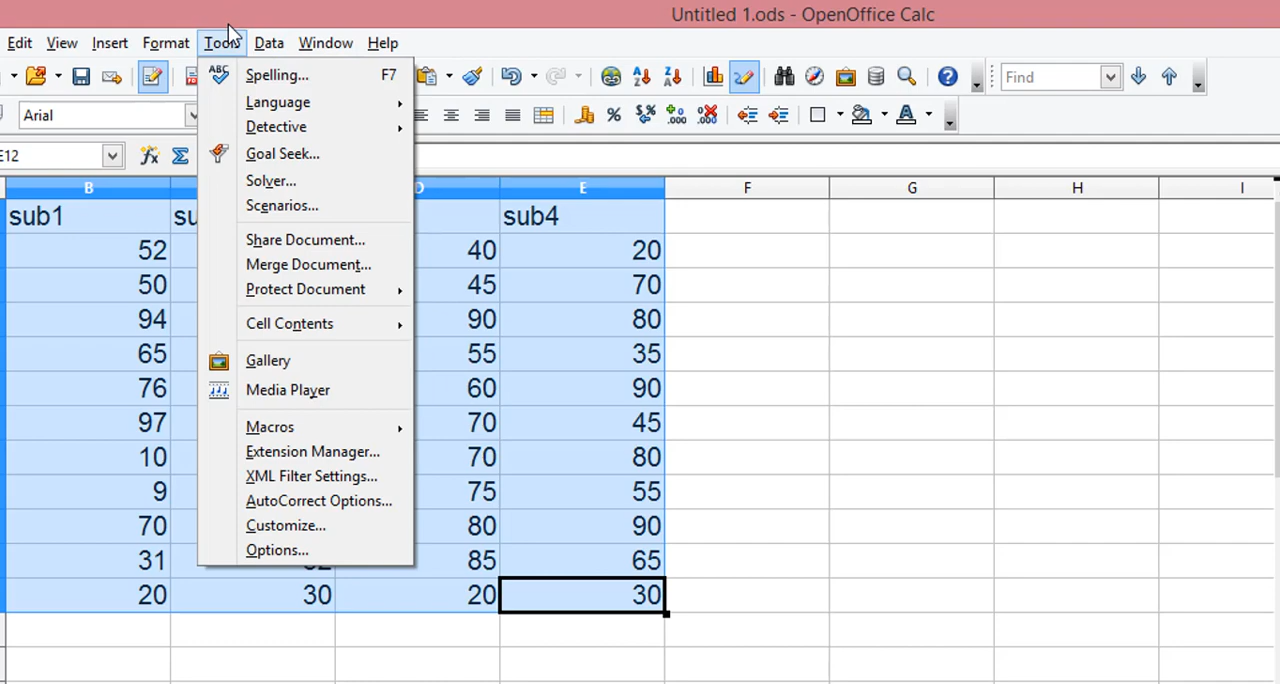 Untitled 1.ods - OpenOffice Calc
Edit View Insert Format Tools Data Window Help
ABC Spelling... F7
Find
Language
Arial
Detective
E12
Goal Seek...
Solver...
B D E F G H I
Scenarios...
sub1 su sub4
Share Document...
52 40 20
Merge Document...
50 45 70
Protect Document
94 90 80
Cell Contents
65 55 35
Gallery
76 60 90
Media Player
97 70 45
Macros
10 70 80
Extension Manager...
XML Filter Settings...
9 75 55
AutoCorrect Options...
70 80 90
Customize...
31 85 65
Options...
20 30 20 30